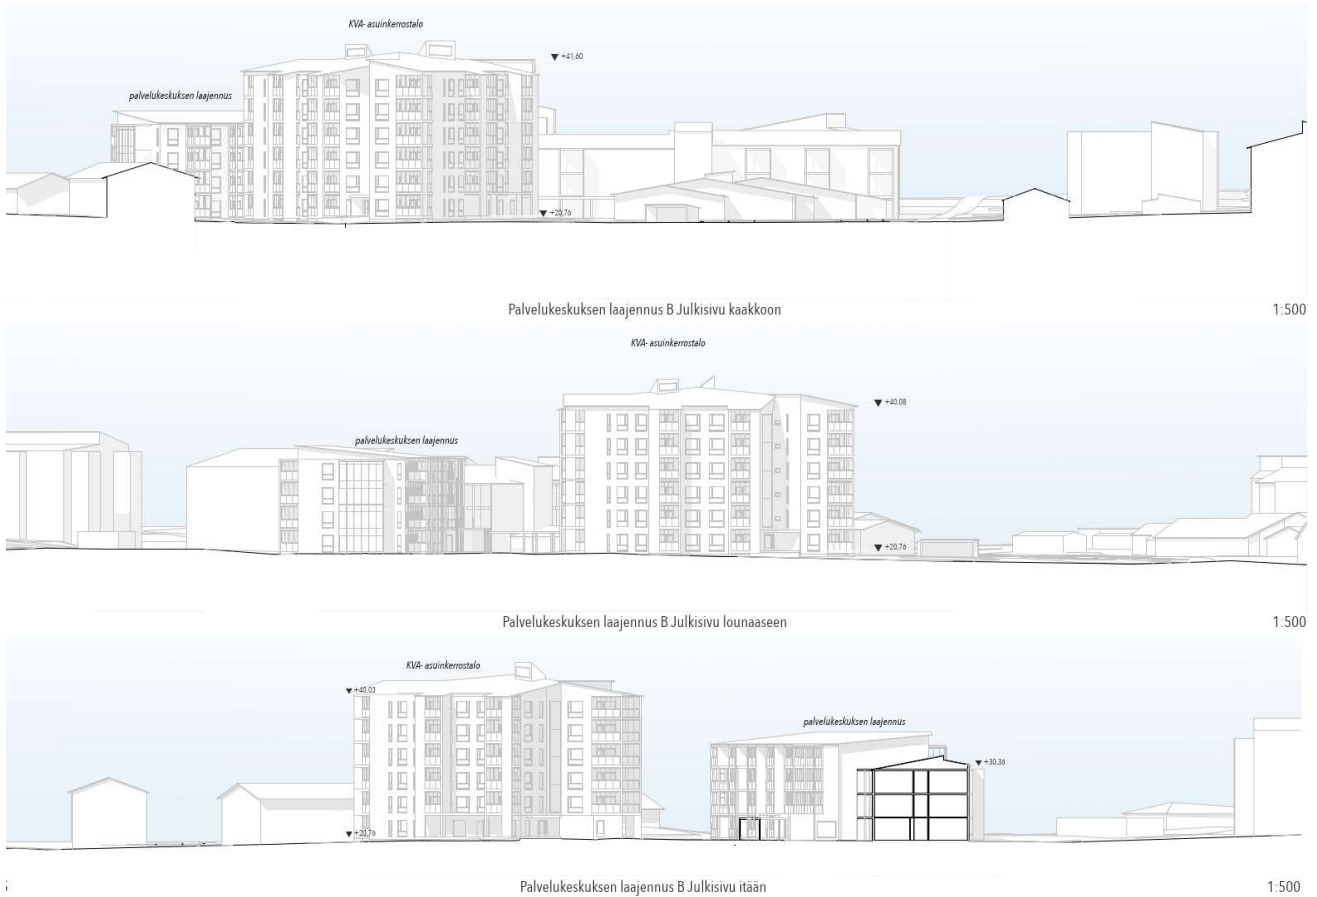 KVA- asuinkerrostalo
+41,60
palvelukeskuksen laajennus
+20,76
Palvelukeskuksen laajennus B Julkisivu kaakkoon
1:500
KVA- asuinkerrostalo
+40,08
palvelukeskuksen laajennus
+20,76
Palvelukeskuksen laajennus B Julkisivu lounaaseen
1:500
KVA- asuinkerrostalo
+40,03
palvelukeskuksen laajennus
+30,36
+20,76
Palvelukeskuksen laajennus B Julkisivu itään
1:500